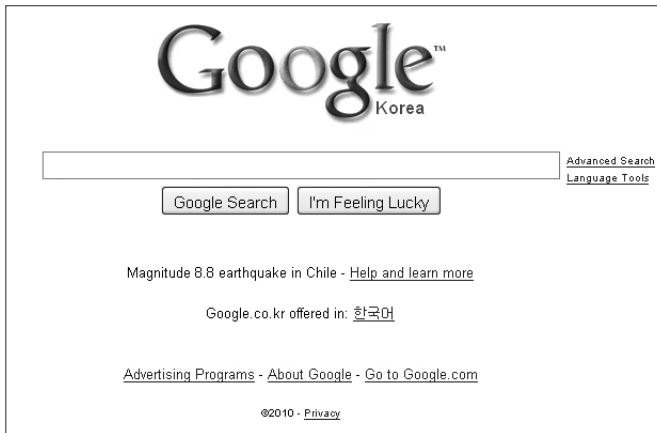 Google™
Korea
Advanced Search
Language Tools
Google Search
I'm Feeling Lucky
Magnitude 8.8 earthquake in Chile - Help and learn more
Google.co.kr offered in: 한국어
Advertising Programs - About Google - Go to Google.com
©2010 - Privacy